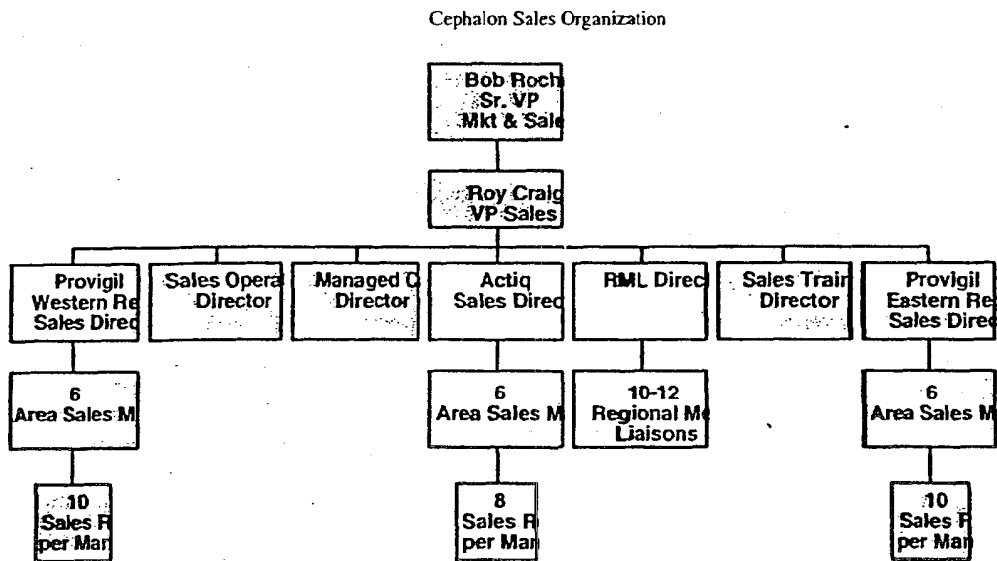 Cephalon Sales Organization
Bob Roch
Sr. VP
Mkt & Sale
Roy Craig
VP Sales
Provigil
Western Re
Sales Direc
Sales Opera
Director
Managed C
Director
Actiq
Sales Direc
RML Direc
Sales Train
Director
Provigil
Eastern Re
Sales Direc
6
Area Sales M
6
Area Sales M
10-12
Regional Me
Liaisons
6
Area Sales M
10
Sales R
per Man
8
Sales R
per Man
10
Sales R
per Man